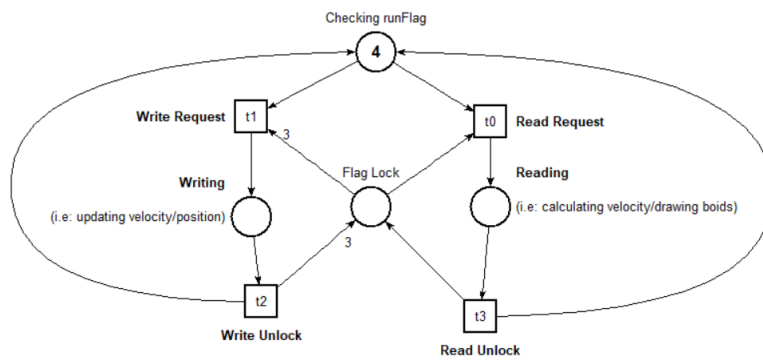 Checking runFlag
4
Write Request
t1
3
t0
Read Request
Writing
Flag Lock
Reading
(i.e: updating velocity/position)
(i.e: calculating velocity/drawing boids)
3
t2
t3
Write Unlock
Read Unlock